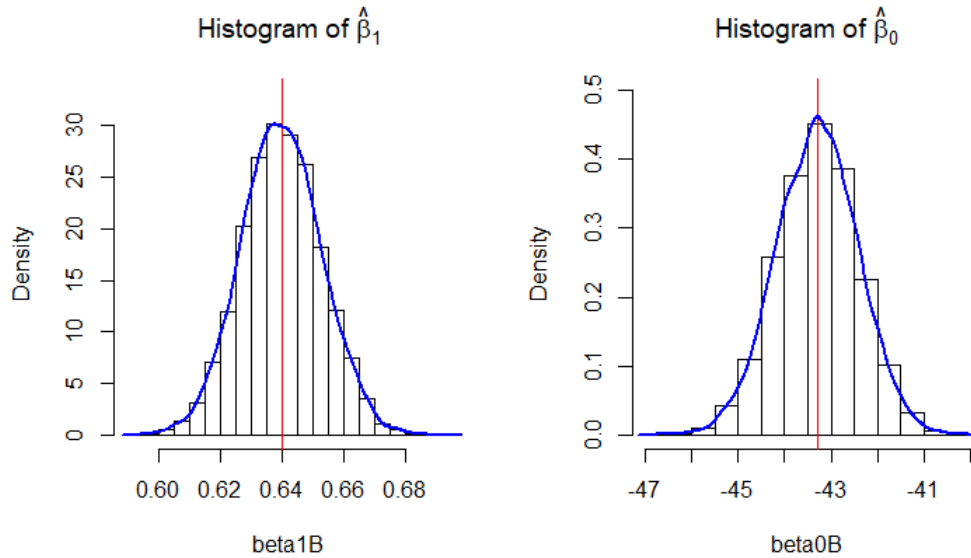 Histogram of β̂₁
Density
0 5 10 15 20 25 30
0.60 0.62 0.64 0.66 0.68
beta1B
Histogram of β̂₀
Density
0.0 0.1 0.2 0.3 0.4 0.5
-47 -45 -43 -41
beta0B